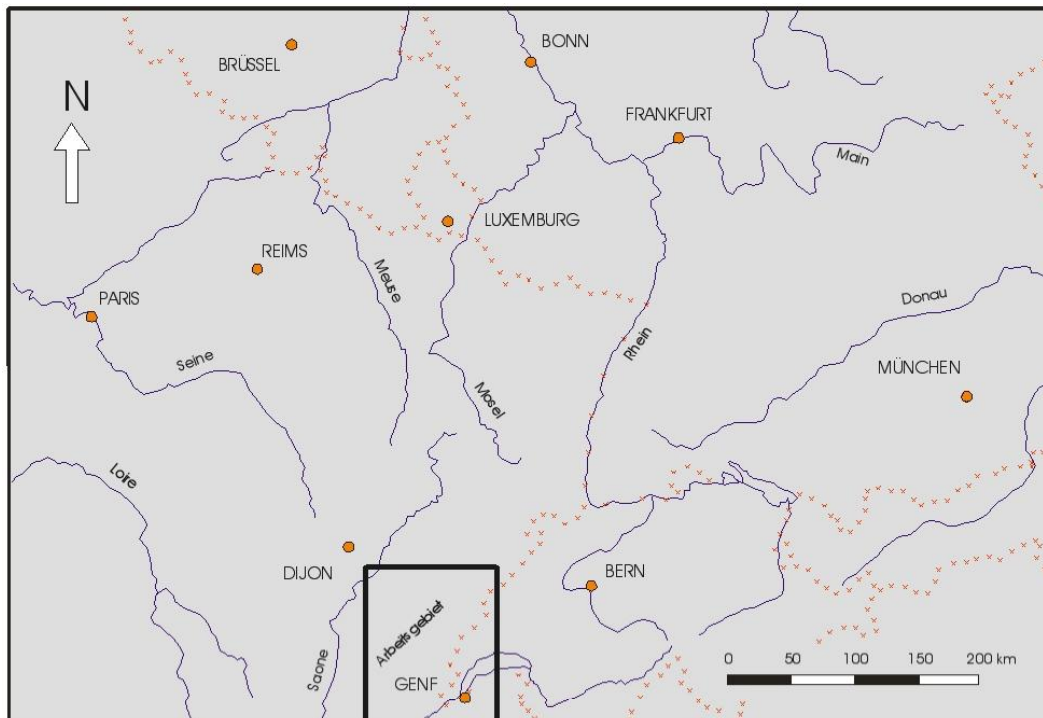 BRÜSSEL
BONN
N
FRANKFURT
Main
LUXEMBURG
REIMS
Meuse
PARIS
Donau
Rhein
Seine
MÜNCHEN
Mosel
Loire
DIJON
BERN
Arbeitsgebiet
Saone
GENF
0 50 100 150 200 km